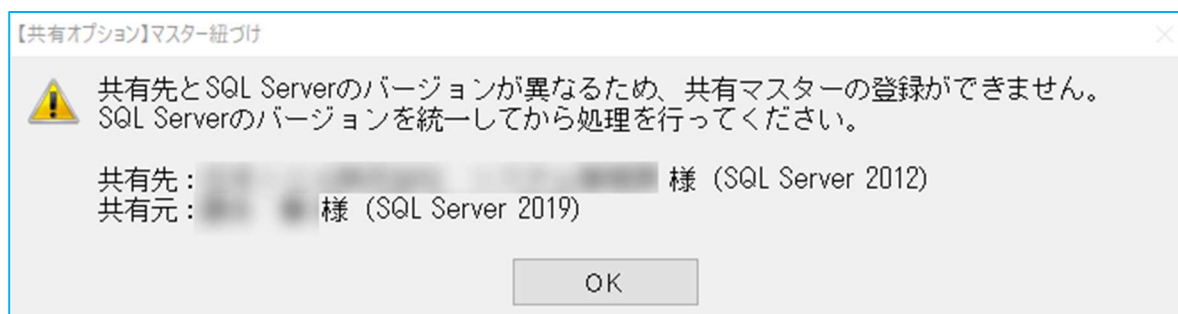 【共有オプション】マスター紐づけ
共有先とSQL Serverのバージョンが異なるため、共有マスターの登録ができません。
SQL Serverのバージョンを統一してから処理を行ってください。
共有先: 様 (SQL Server 2012)
共有元: 様 (SQL Server 2019)
OK